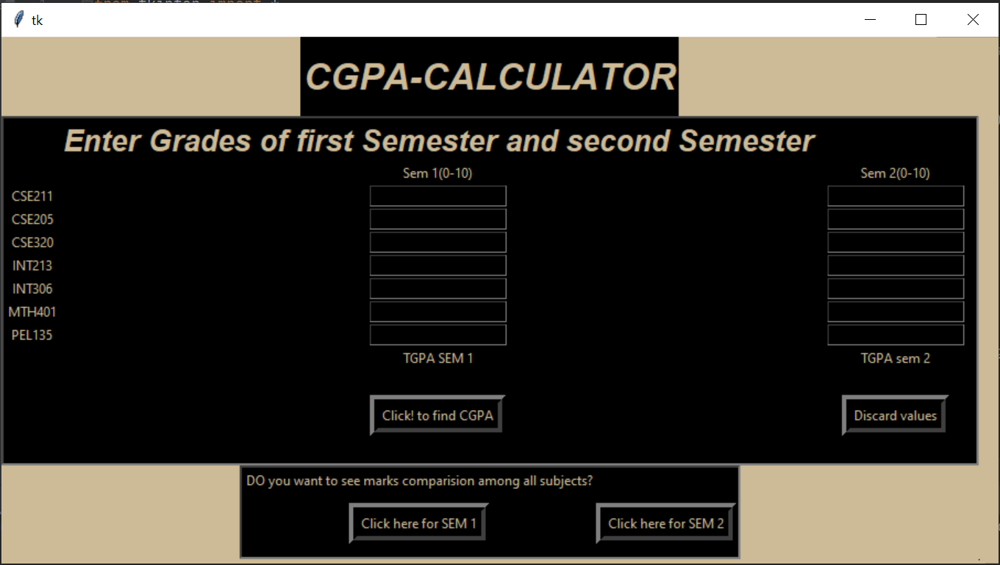 from tkinter import *
tk
CGPA-CALCULATOR
Enter Grades of first Semester and second Semester
Sem 1(0-10) Sem 2(0-10)
CSE211
CSE205
CSE320
INT213
INT306
MTH401
PEL135
TGPA SEM 1 TGPA sem 2
Click! to find CGPA Discard values
DO you want to see marks comparision among all subjects?
Click here for SEM 1 Click here for SEM 2